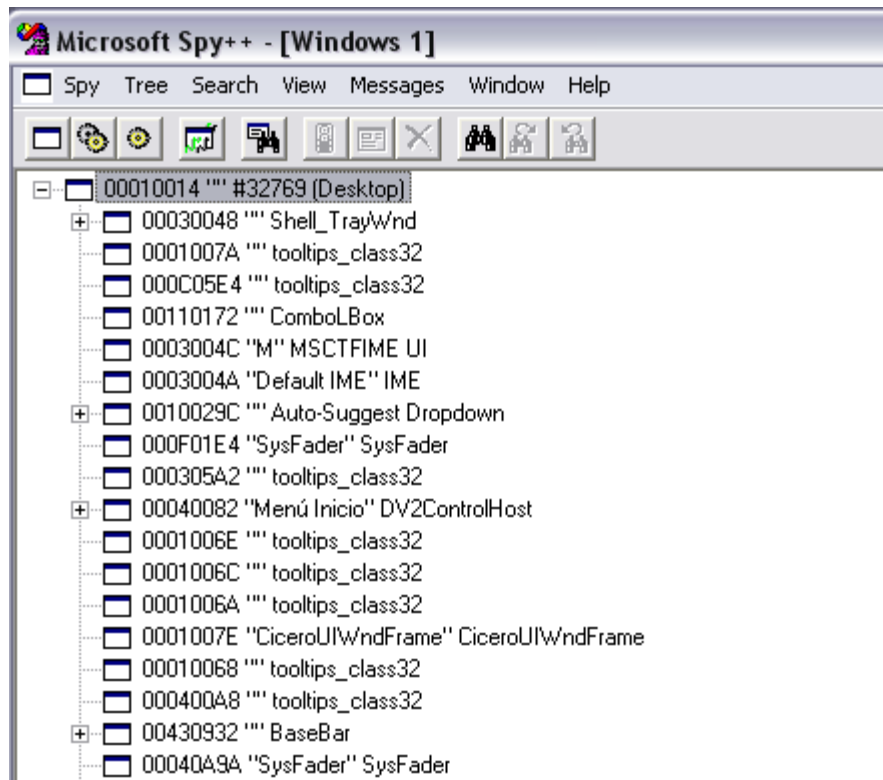 Microsoft Spy++ - [Windows 1]
Spy Tree Search View Messages Window Help
00010014 "" #32769 (Desktop)
00030048 "" Shell_TrayWnd
0001007A "" tooltips_class32
000C05E4 "" tooltips_class32
00110172 "" ComboLBox
0003004C "M" MSCTFIME UI
0003004A "Default IME" IME
0010029C "" Auto-Suggest Dropdown
000F01E4 "SysFader" SysFader
000305A2 "" tooltips_class32
00040082 "Menú Inicio" DV2ControlHost
0001006E "" tooltips_class32
0001006C "" tooltips_class32
0001006A "" tooltips_class32
0001007E "CiceroUIWndFrame" CiceroUIWndFrame
00010068 "" tooltips_class32
000400A8 "" tooltips_class32
00430932 "" BaseBar
00040A9A "SysFader" SysFader